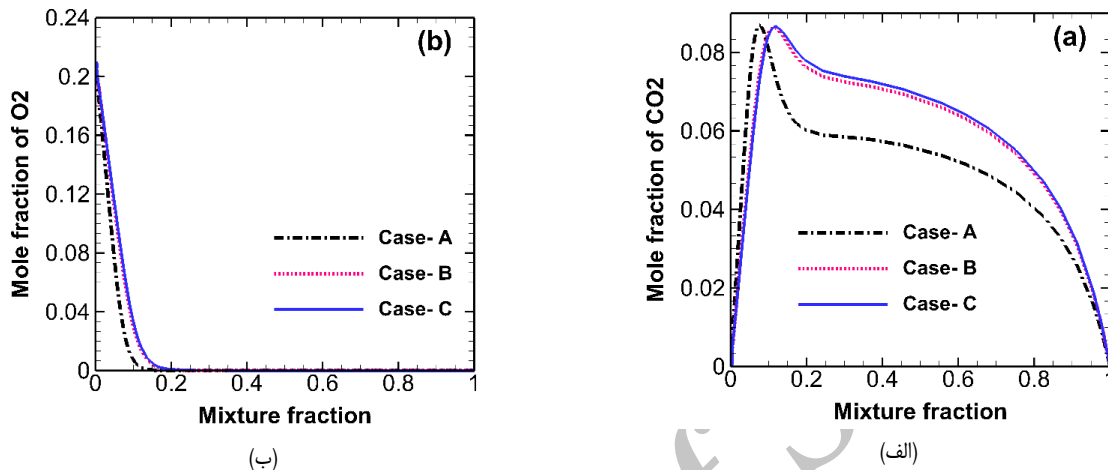 (b)
0.24
0.2
0.16
0.12
0.08
0.04
0
Mole fraction of O2
Case- A
Case- B
Case- C
0 0.2 0.4 0.6 0.8 1
Mixture fraction
(ب)
(a)
0.08
0.06
0.04
0.02
0
Mole fraction of CO2
Case- A
Case- B
Case- C
0 0.2 0.4 0.6 0.8 1
Mixture fraction
(الف)